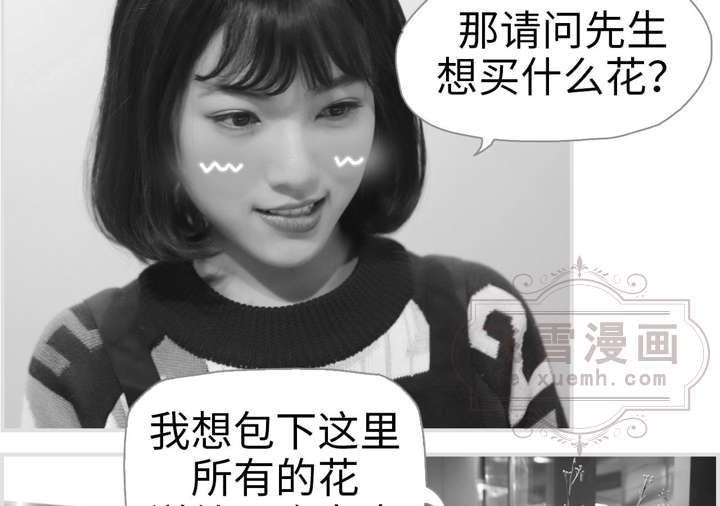 那请问先生
想买什么花?
雪漫画
xuemh.com
我想包下这里
所有的花